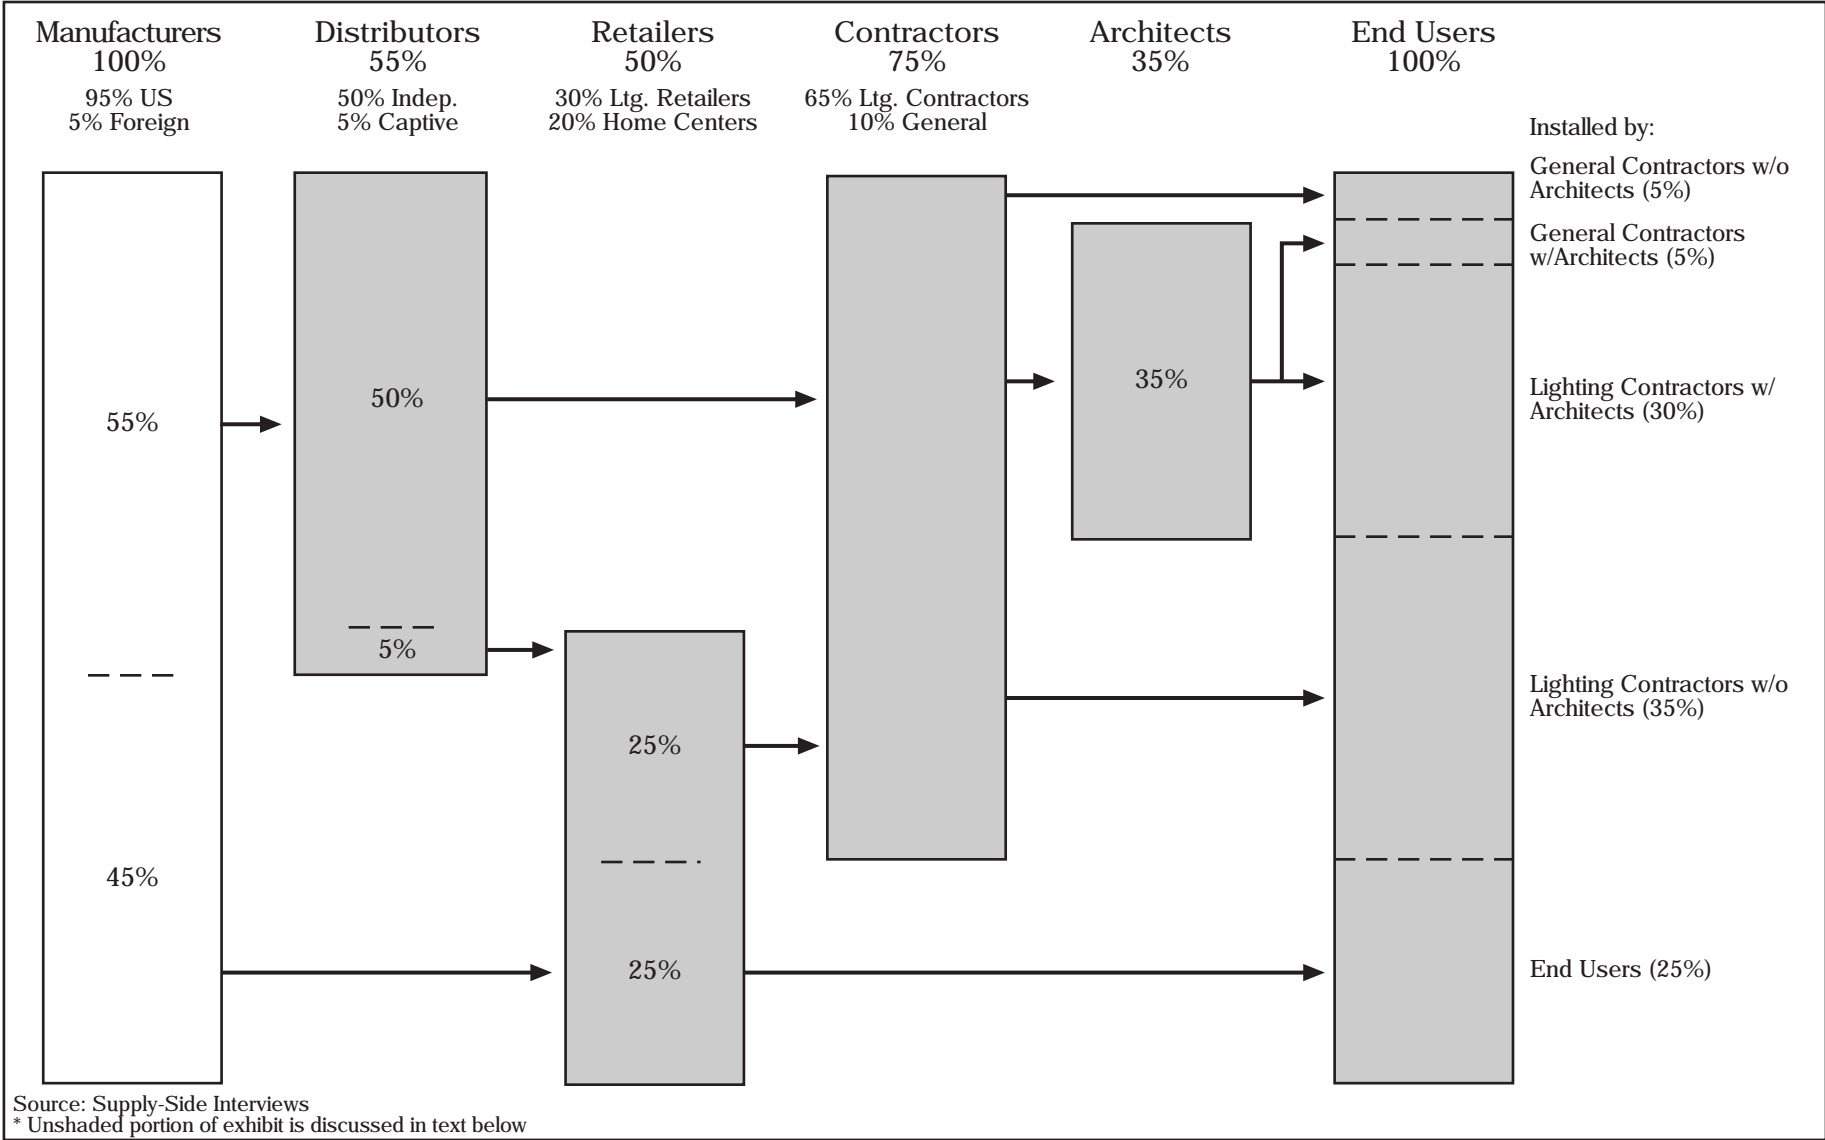 Manufacturers
100%
95% US
5% Foreign
Distributors
55%
50% Indep.
5% Captive
Retailers
50%
30% Ltg. Retailers
20% Home Centers
Contractors
75%
65% Ltg. Contractors
10% General
Architects
35%
End Users
100%
Installed by:
General Contractors w/o
Architects (5%)
General Contractors
w/Architects (5%)
Lighting Contractors w/
Architects (30%)
Lighting Contractors w/o
Architects (35%)
End Users (25%)
55%
45%
50%
5%
25%
25%
35%
Source: Supply-Side Interviews
* Unshaded portion of exhibit is discussed in text below